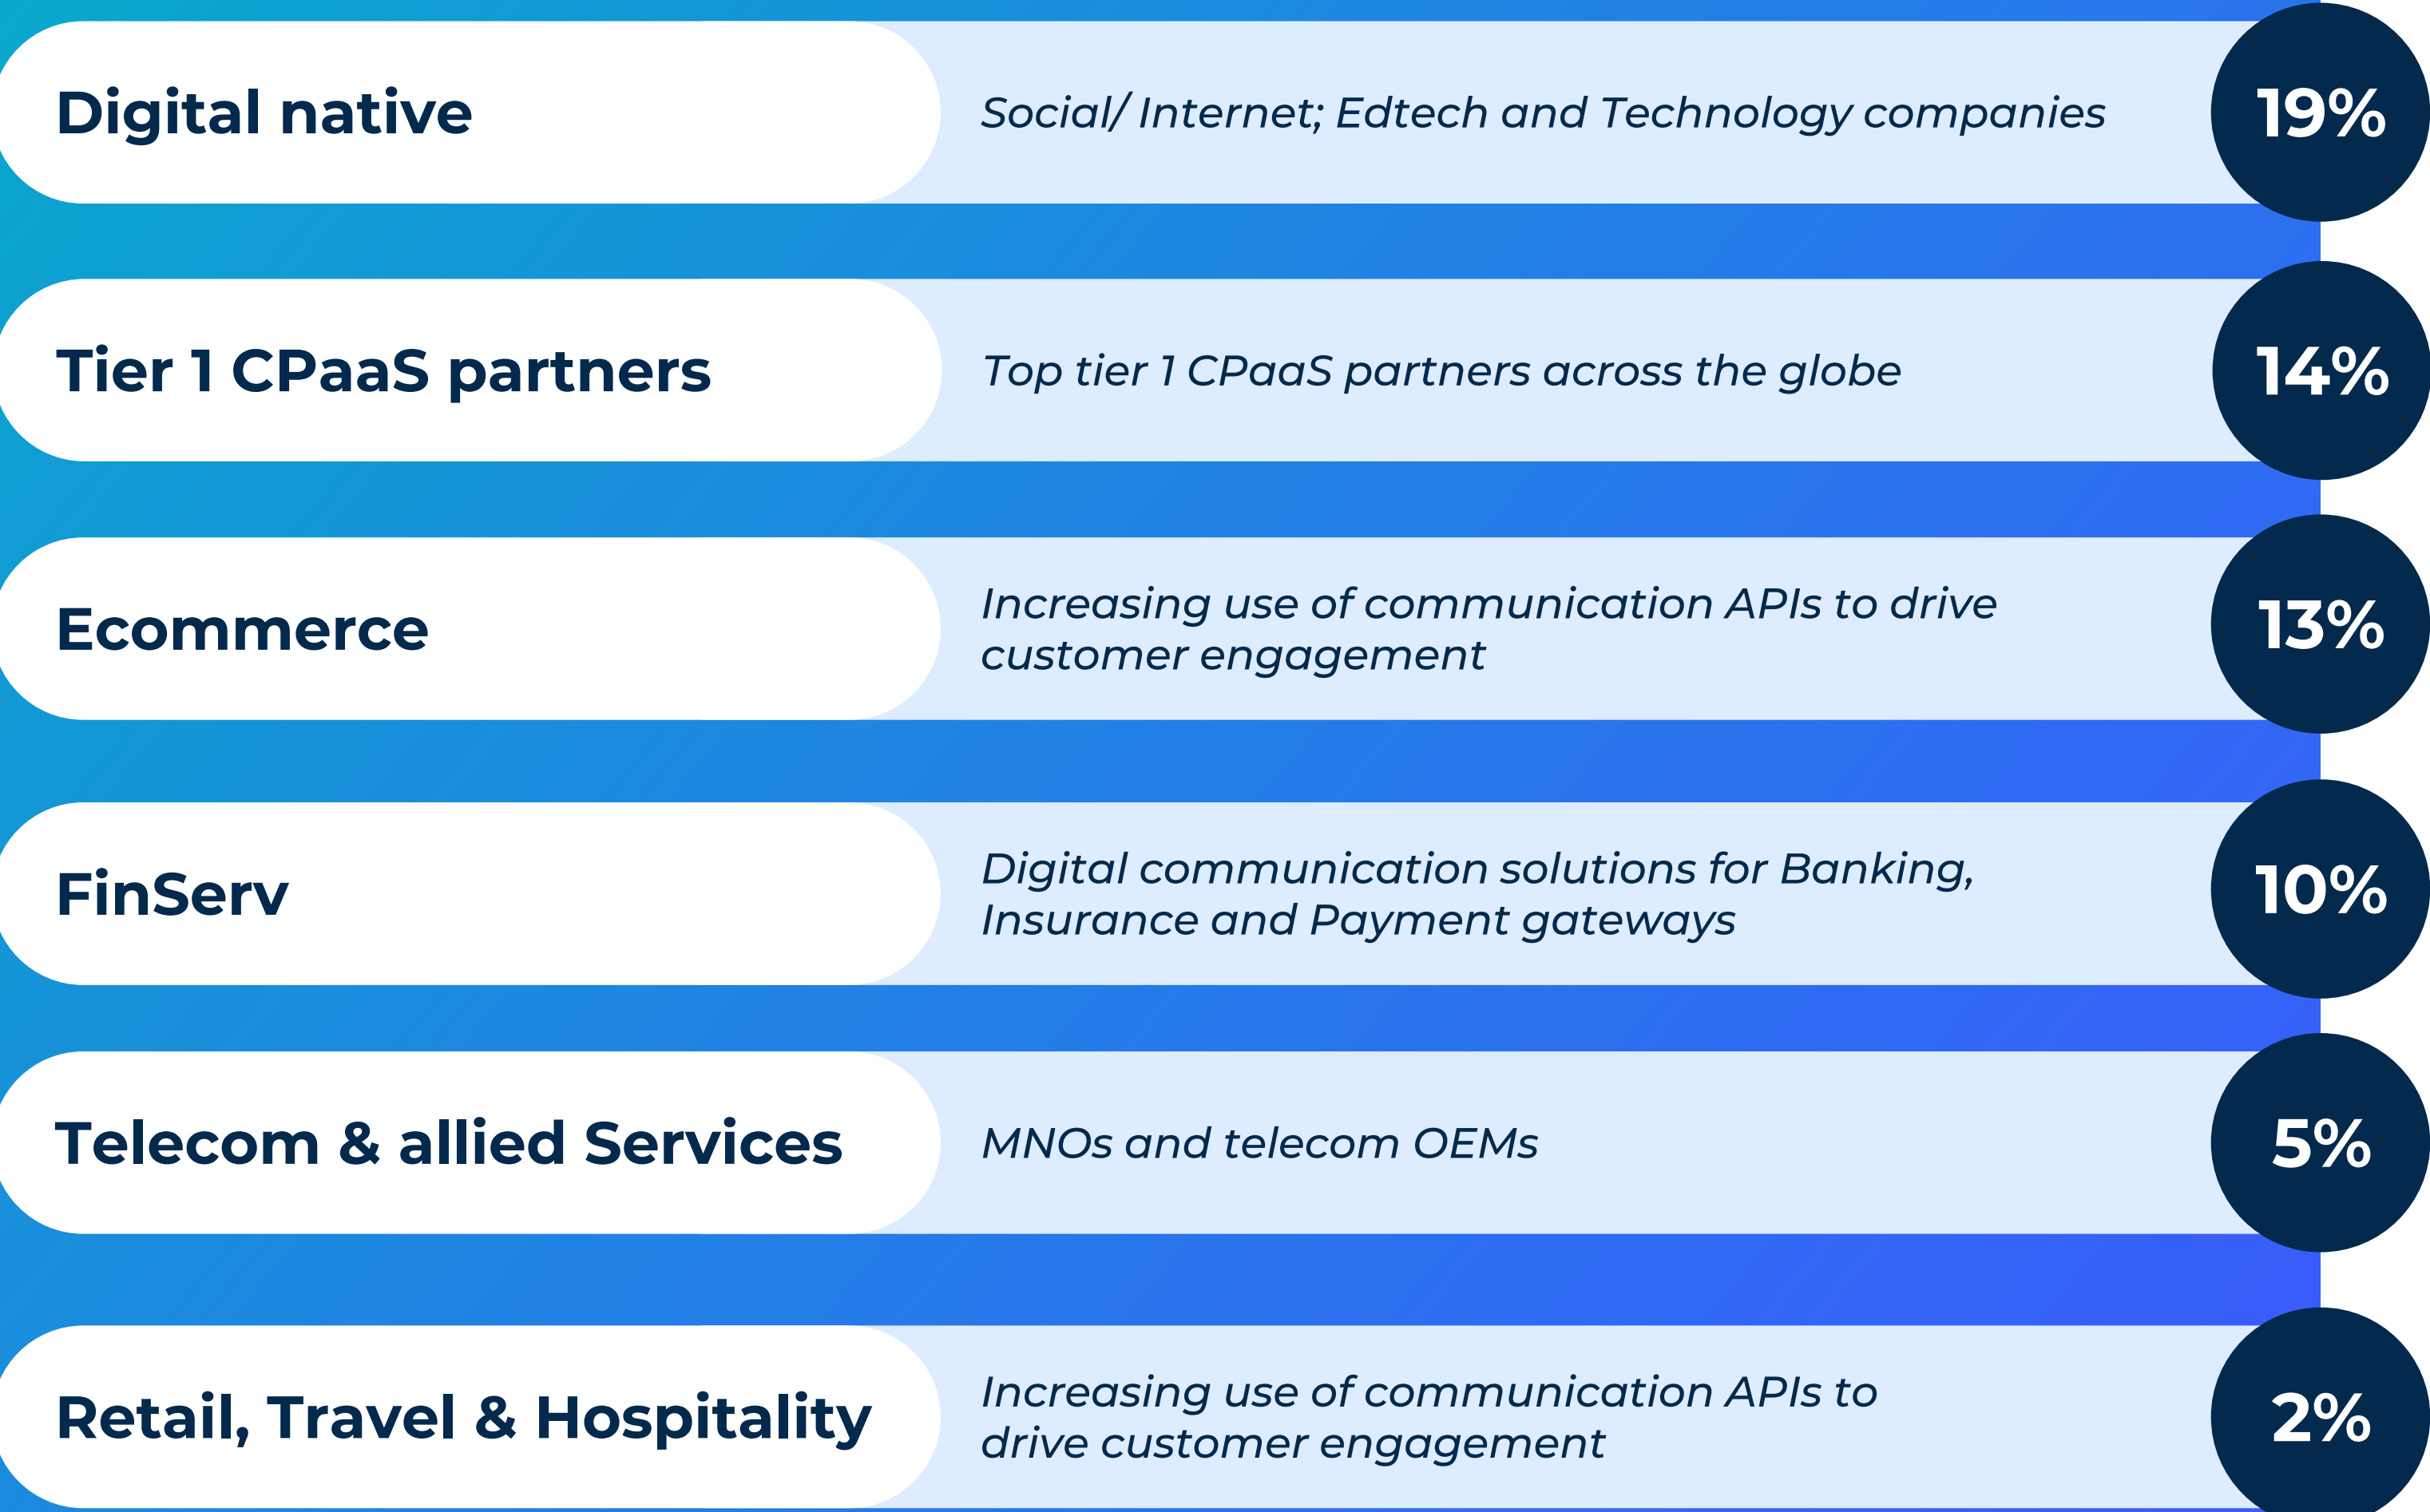 Digital native
Social/ Internet; Edtech and Technology companies
19%
Tier 1 CPaaS partners
Top tier 1 CPaaS partners across the globe
14%
Ecommerce
Increasing use of communication APIs to drive
customer engagement
13%
FinServ
Digital communication solutions for Banking,
Insurance and Payment gateways
10%
Telecom & allied Services
MNOs and telecom OEMs
5%
Retail, Travel & Hospitality
Increasing use of communication APIs to
drive customer engagement
2%